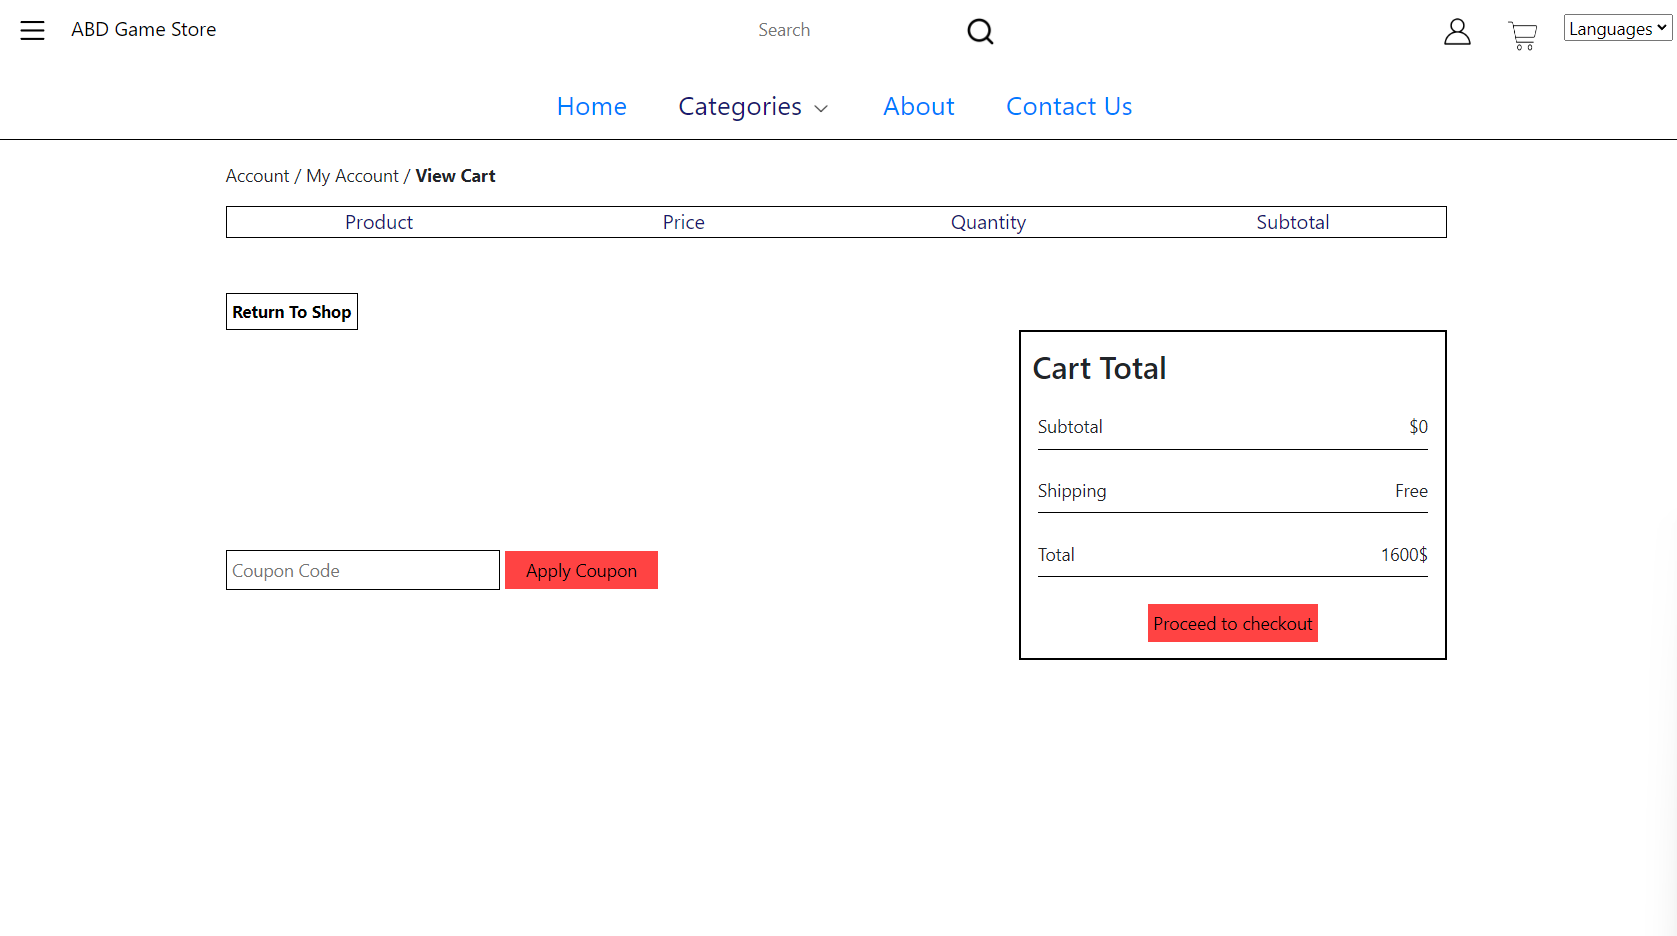 ABD Game Store Search Languages
Home Categories About Contact Us
Account / My Account / View Cart
Product Price Quantity Subtotal
Return To Shop
Cart Total
Subtotal $0
Shipping Free
Total 1600$
Coupon Code Apply Coupon
Proceed to checkout